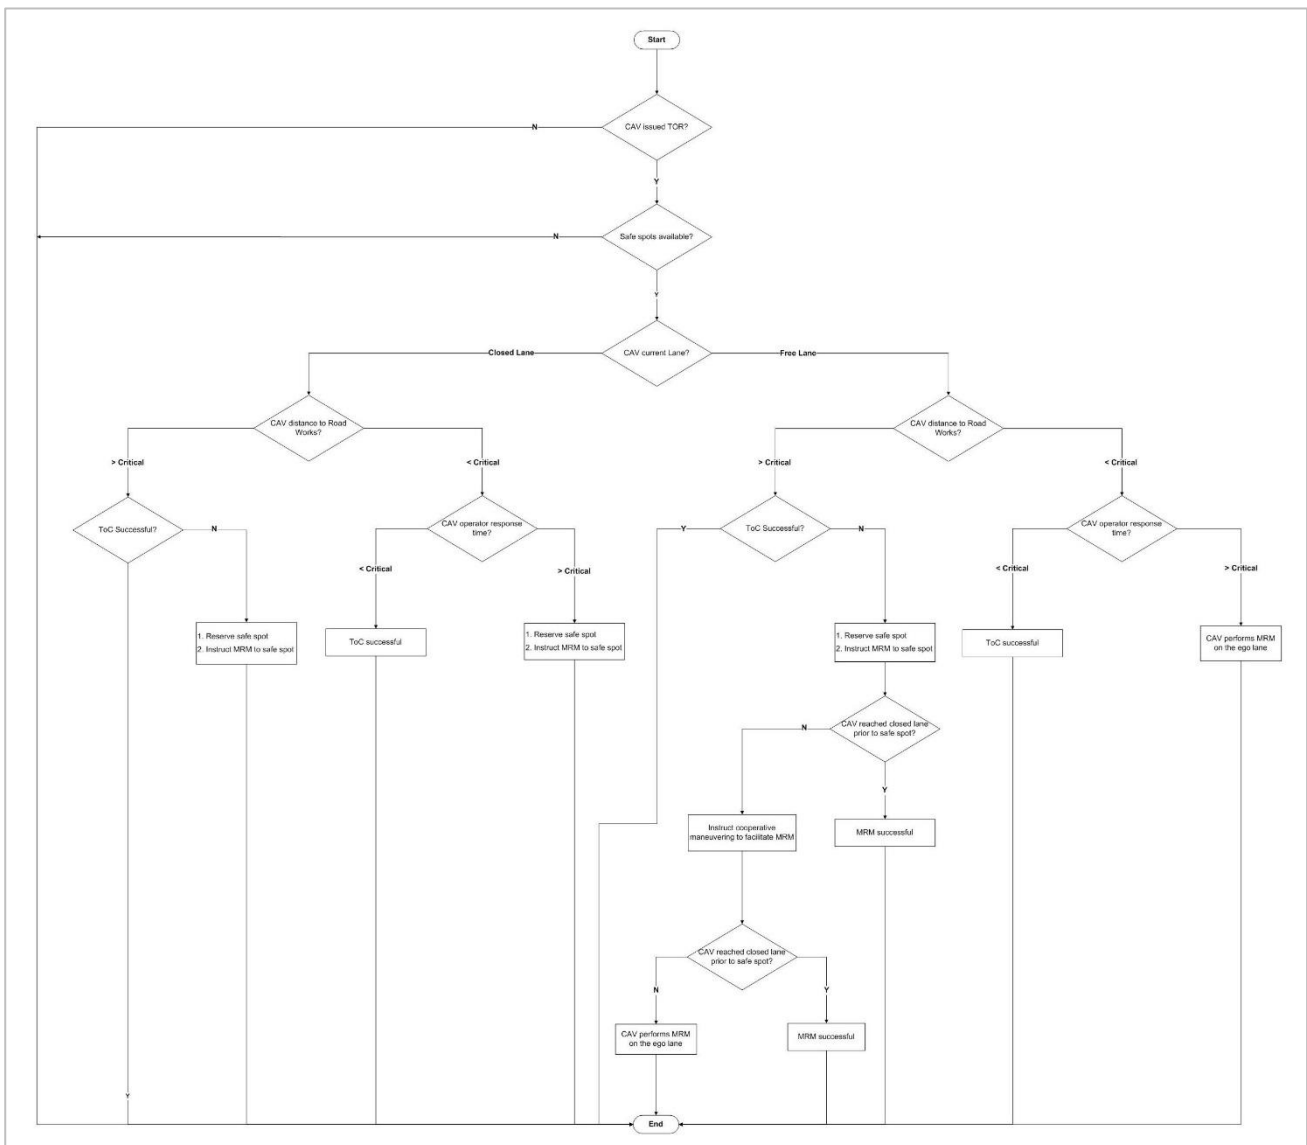 Start
CAV issued TOR?
N
Y
Safe spots available?
N
Y
CAV current Lane?
Closed Lane
Free Lane
CAV distance to Road
Works?
CAV distance to Road
Works?
> Critical
< Critical
> Critical
< Critical
ToC Successful?
N
CAV operator response
time?
Y
ToC Successful?
N
CAV operator response
time?
< Critical
> Critical
< Critical
> Critical
1. Reserve safe spot
2. Instruct MRM to safe spot
ToC successful
1. Reserve safe spot
2. Instruct MRM to safe spot
1. Reserve safe spot
2. Instruct MRM to safe spot
ToC successful
CAV performs MRM
on the ego lane
N
CAV reached closed lane
prior to safe spot?
Y
Instruct cooperative
maneuvering to facilitate MRM
MRM successful
CAV reached closed lane
prior to safe spot?
N
Y
CAV performs MRM
on the ego lane
MRM successful
Y
End